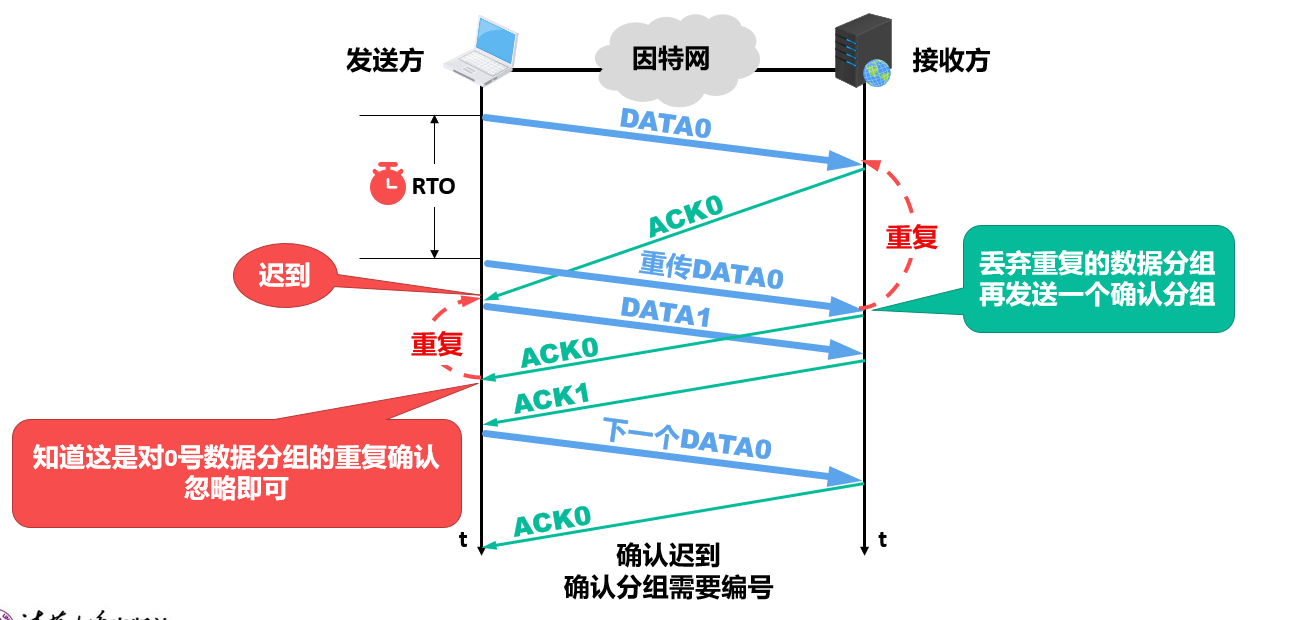 发送方
因特网
接收方
DATA0
RTO
ACK0
重复
迟到
重传DATA0
丢弃重复的数据分组
再发送一个确认分组
DATA1
重复
ACK0
ACK1
知道这是对0号数据分组的重复确认
忽略即可
下一个DATA0
ACK0
t
t
确认迟到
确认分组需要编号